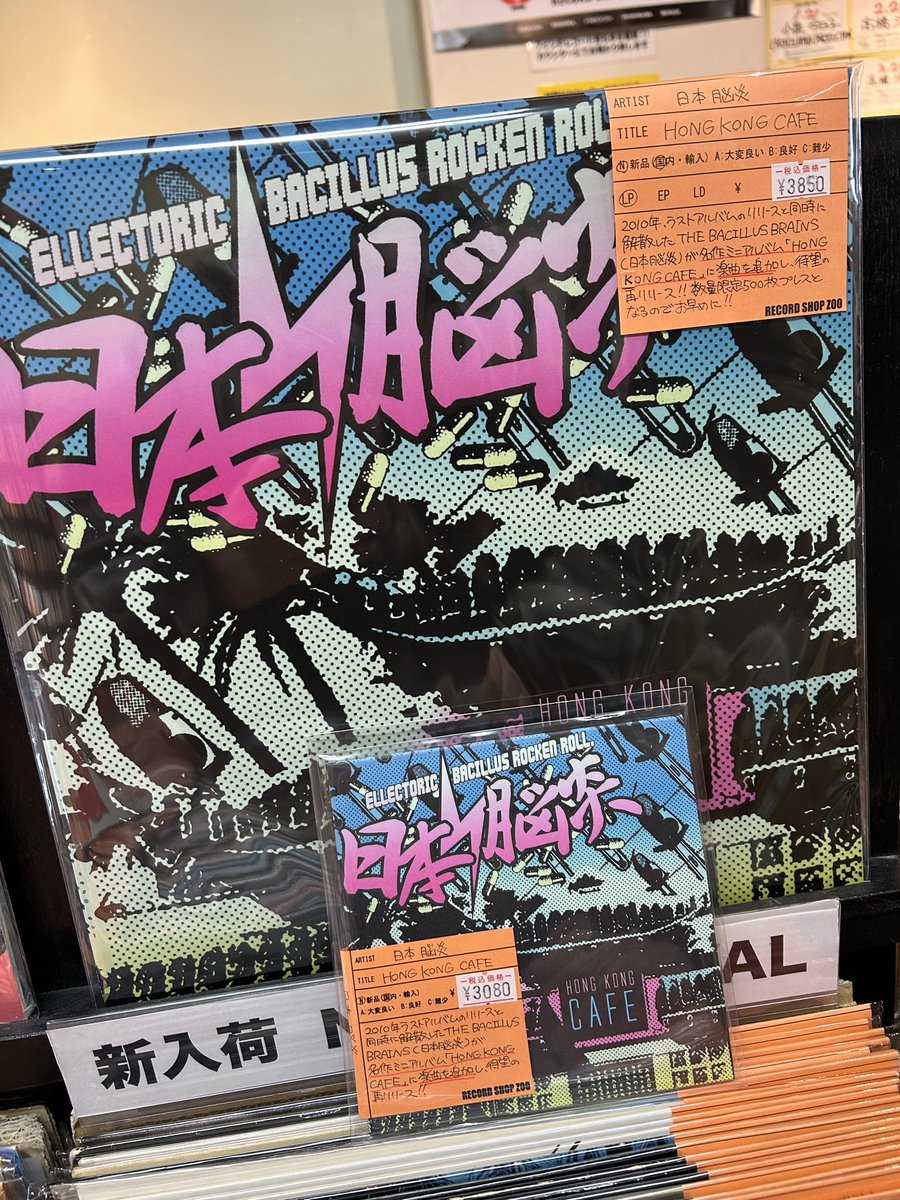 ELLECTORIC BACILLUS ROCKEN ROLL
日本脳炎
ARTIST 日本脳炎
TITLE HONG KONG CAFE
Ⓝ新品(国内・輸入) A:大変良い B:良好 C:難少
LP EP LD ¥
税込価格
¥3850
2010年、ラストアルバムのリリースと同時に
解散したTHE BACILLUS BRAINS
(日本脳炎)が名作ミニアルバム「HONG
KONG CAFE」に楽曲を追加し、待望の
再リリース!!数量限定500枚プレスと
なるのでお早めに!!
RECORD SHOP ZOO
HONG KONG
ELLECTORIC BACILLUS ROCKEN ROLL
日本脳炎
HONG KONG
CAFE
ARTIST 日本脳炎
TITLE HONG KONG CAFE
Ⓝ新品(国内・輸入)
A:大変良い B:良好 C:難少 ¥
税込価格
¥3080
2010年ラストアルバムのリリースと
同時に解散したTHE BACILLUS
BRAINS(日本脳炎)が
名作ミニアルバム「HONG KONG
CAFE」に楽曲を追加し、待望の
再リリース!!
RECORD SHOP ZOO
新入荷 AL